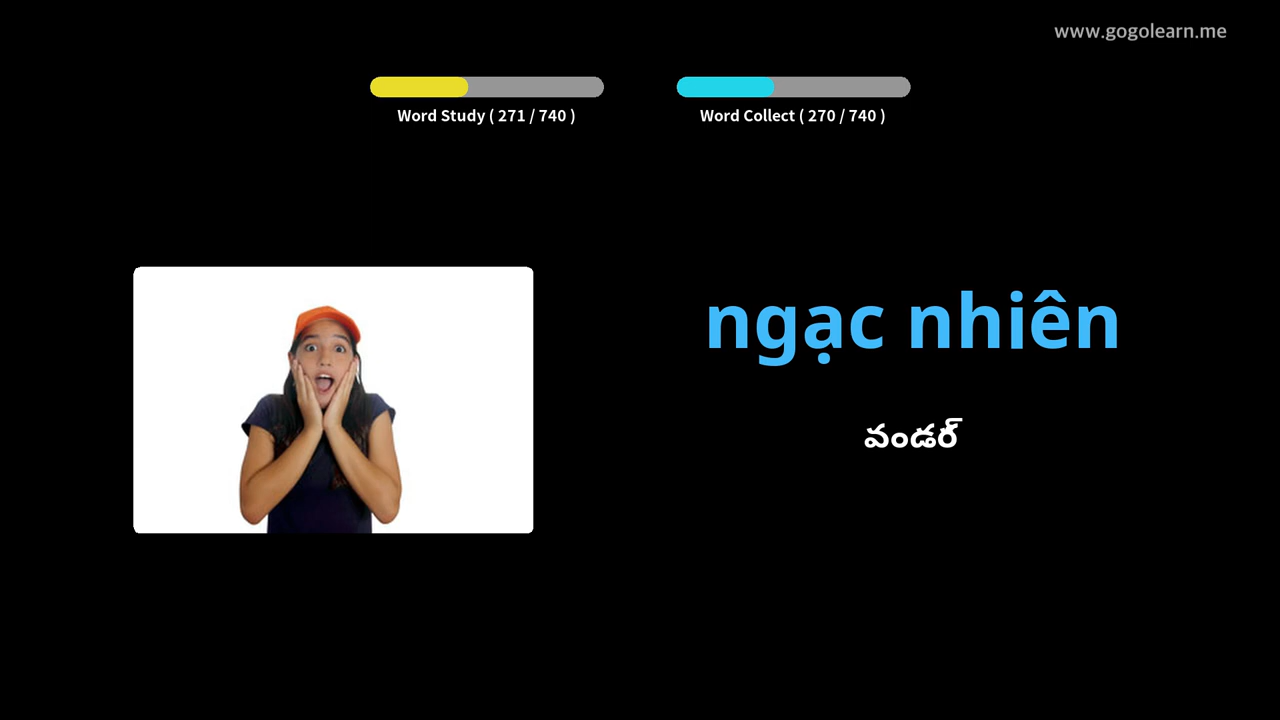 www.gogolearn.me
Word Study ( 271 / 740 )
Word Collect ( 270 / 740 )
ngạc nhiên
వండర్